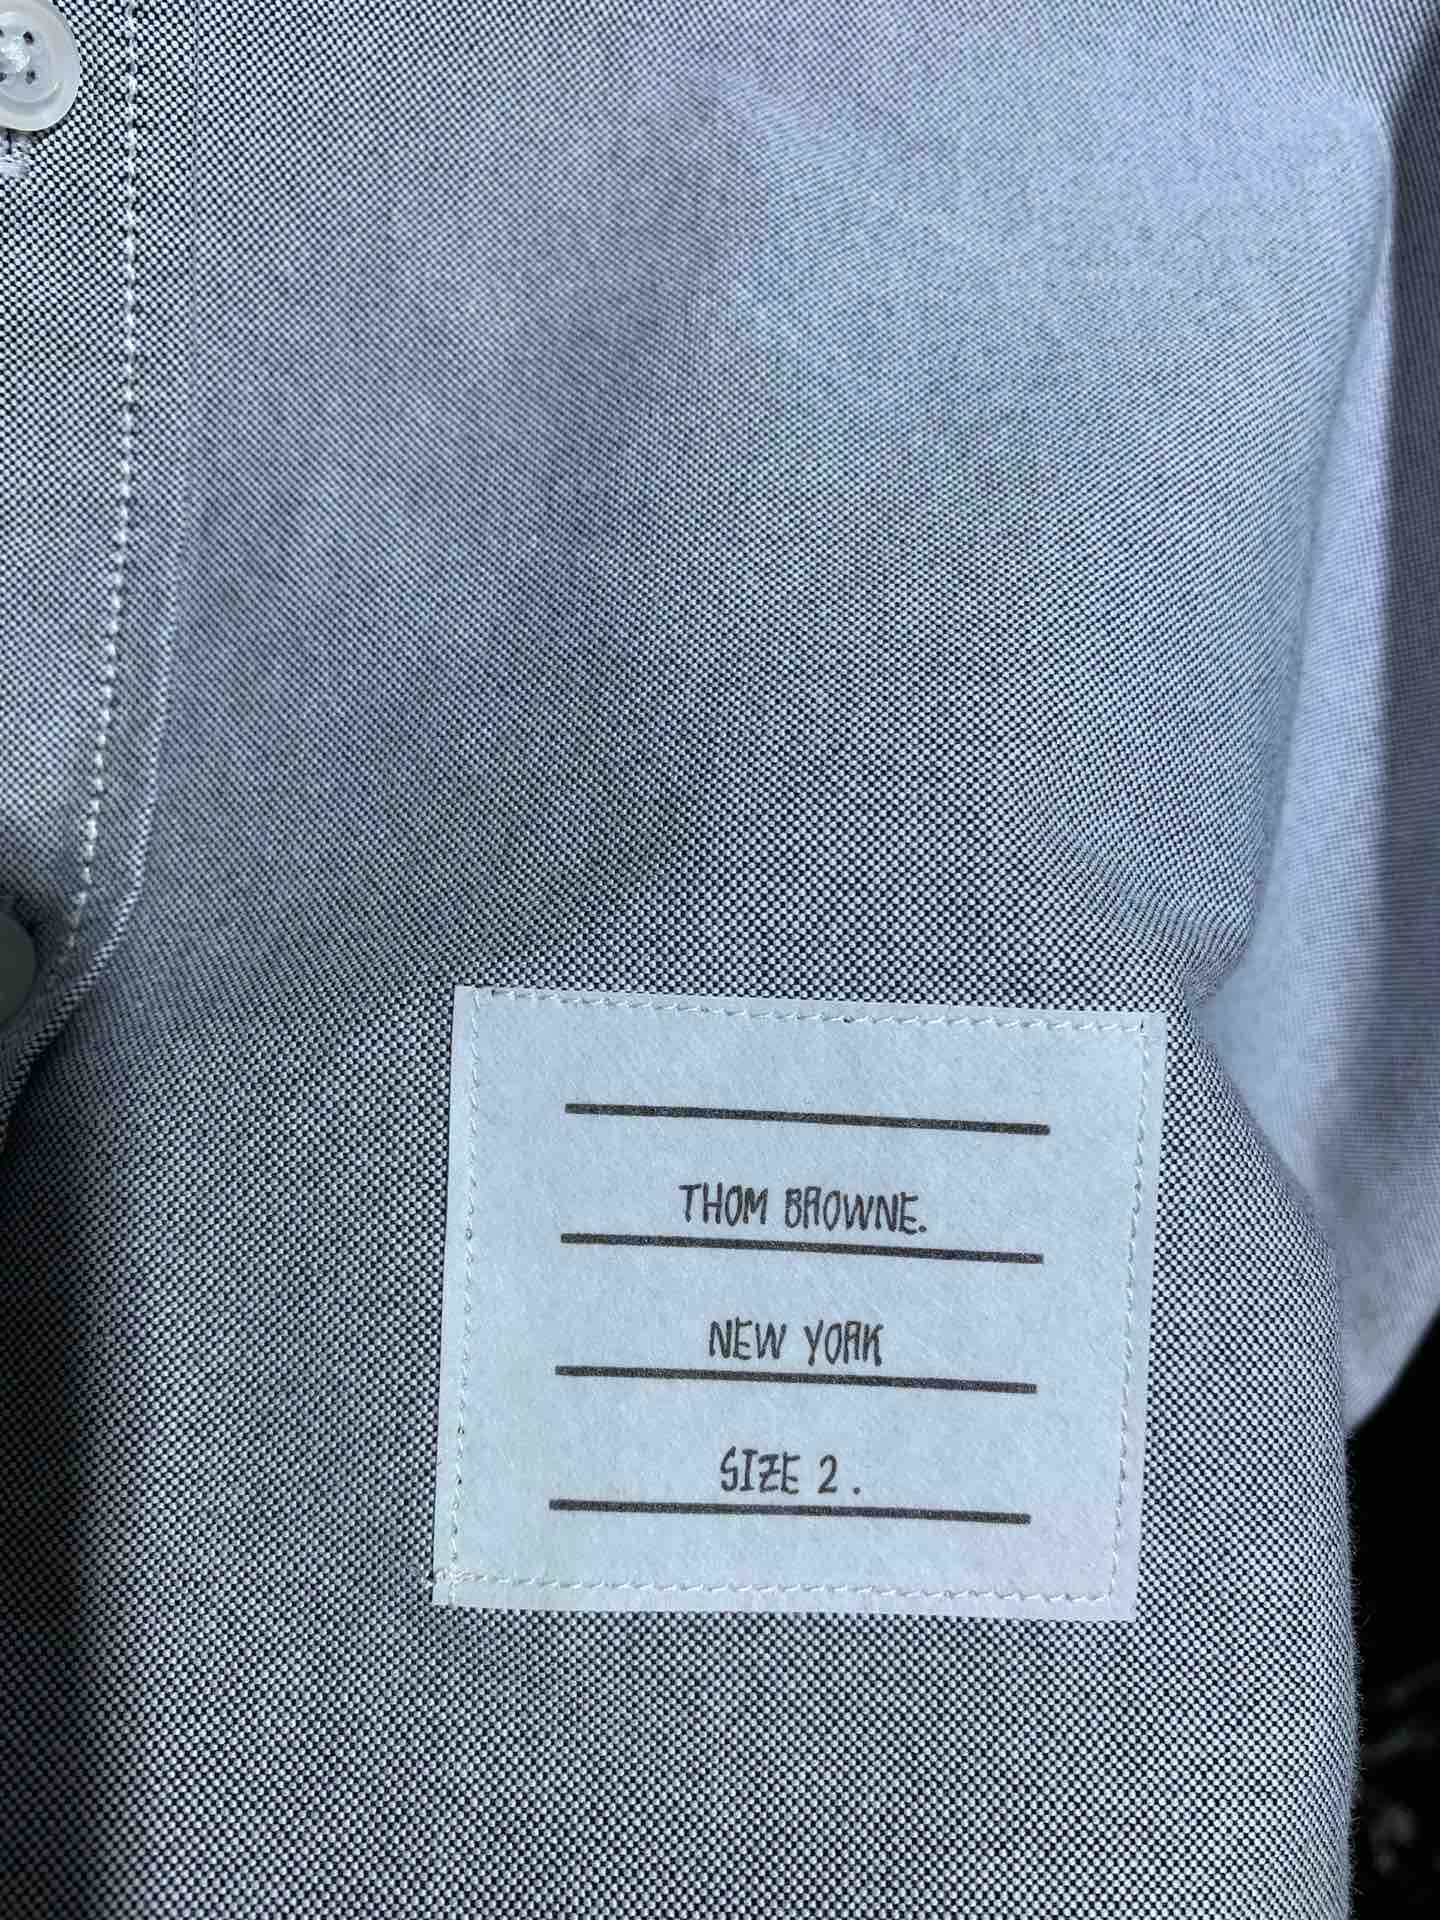 THOM BROWNE.
NEW YORK
SIZE 2.